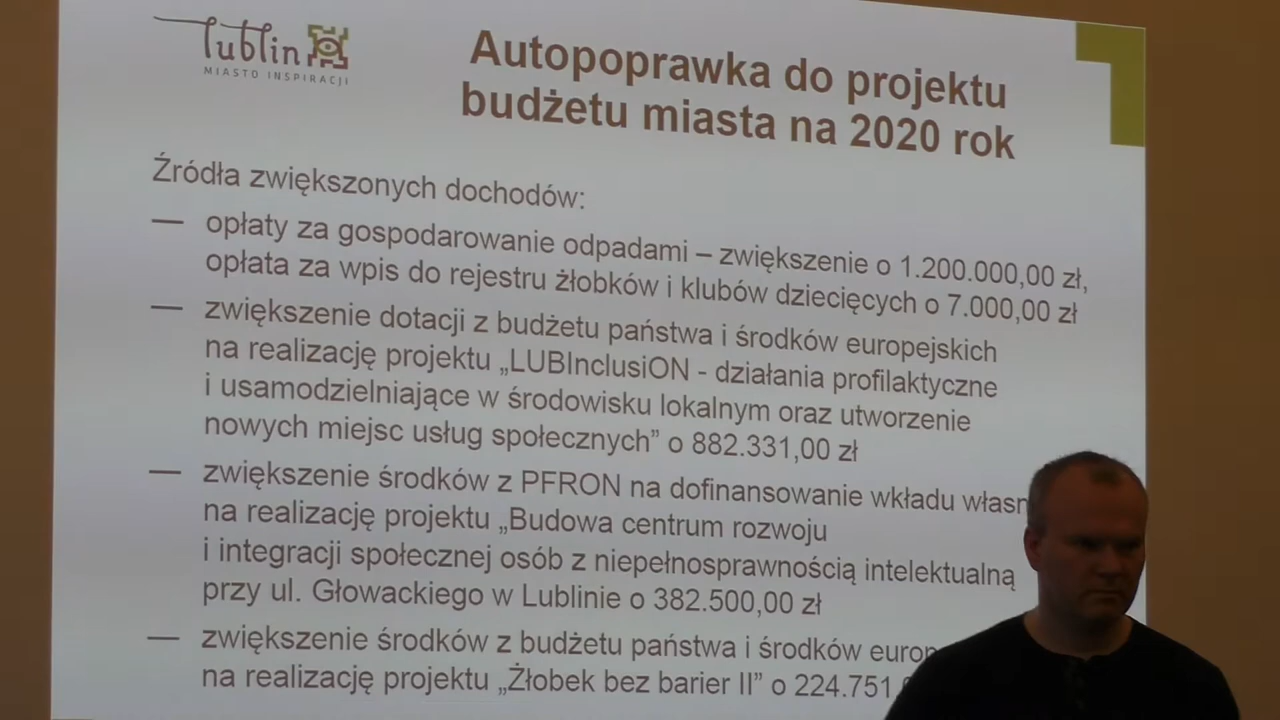 lublin
MIASTO INSPIRACJI
Autopoprawka do projektu
budżetu miasta na 2020 rok
Źródła zwiększonych dochodów:
— opłaty za gospodarowanie odpadami – zwiększenie o 1.200.000,00 zł,
opłata za wpis do rejestru żłobków i klubów dziecięcych o 7.000,00 zł
— zwiększenie dotacji z budżetu państwa i środków europejskich
na realizację projektu „LUBInclusiON - działania profilaktyczne
i usamodzielniające w środowisku lokalnym oraz utworzenie
nowych miejsc usług społecznych” o 882.331,00 zł
— zwiększenie środków z PFRON na dofinansowanie wkładu
na realizację projektu „Budowa centrum rozwoju
i integracji społecznej osób z niepełnosprawnością intelektualną
przy ul. Głowackiego w Lublinie o 382.500,00 zł
— zwiększenie środków z budżetu państwa i środków
na realizację projektu „Żłobek bez barier II” o 224.751